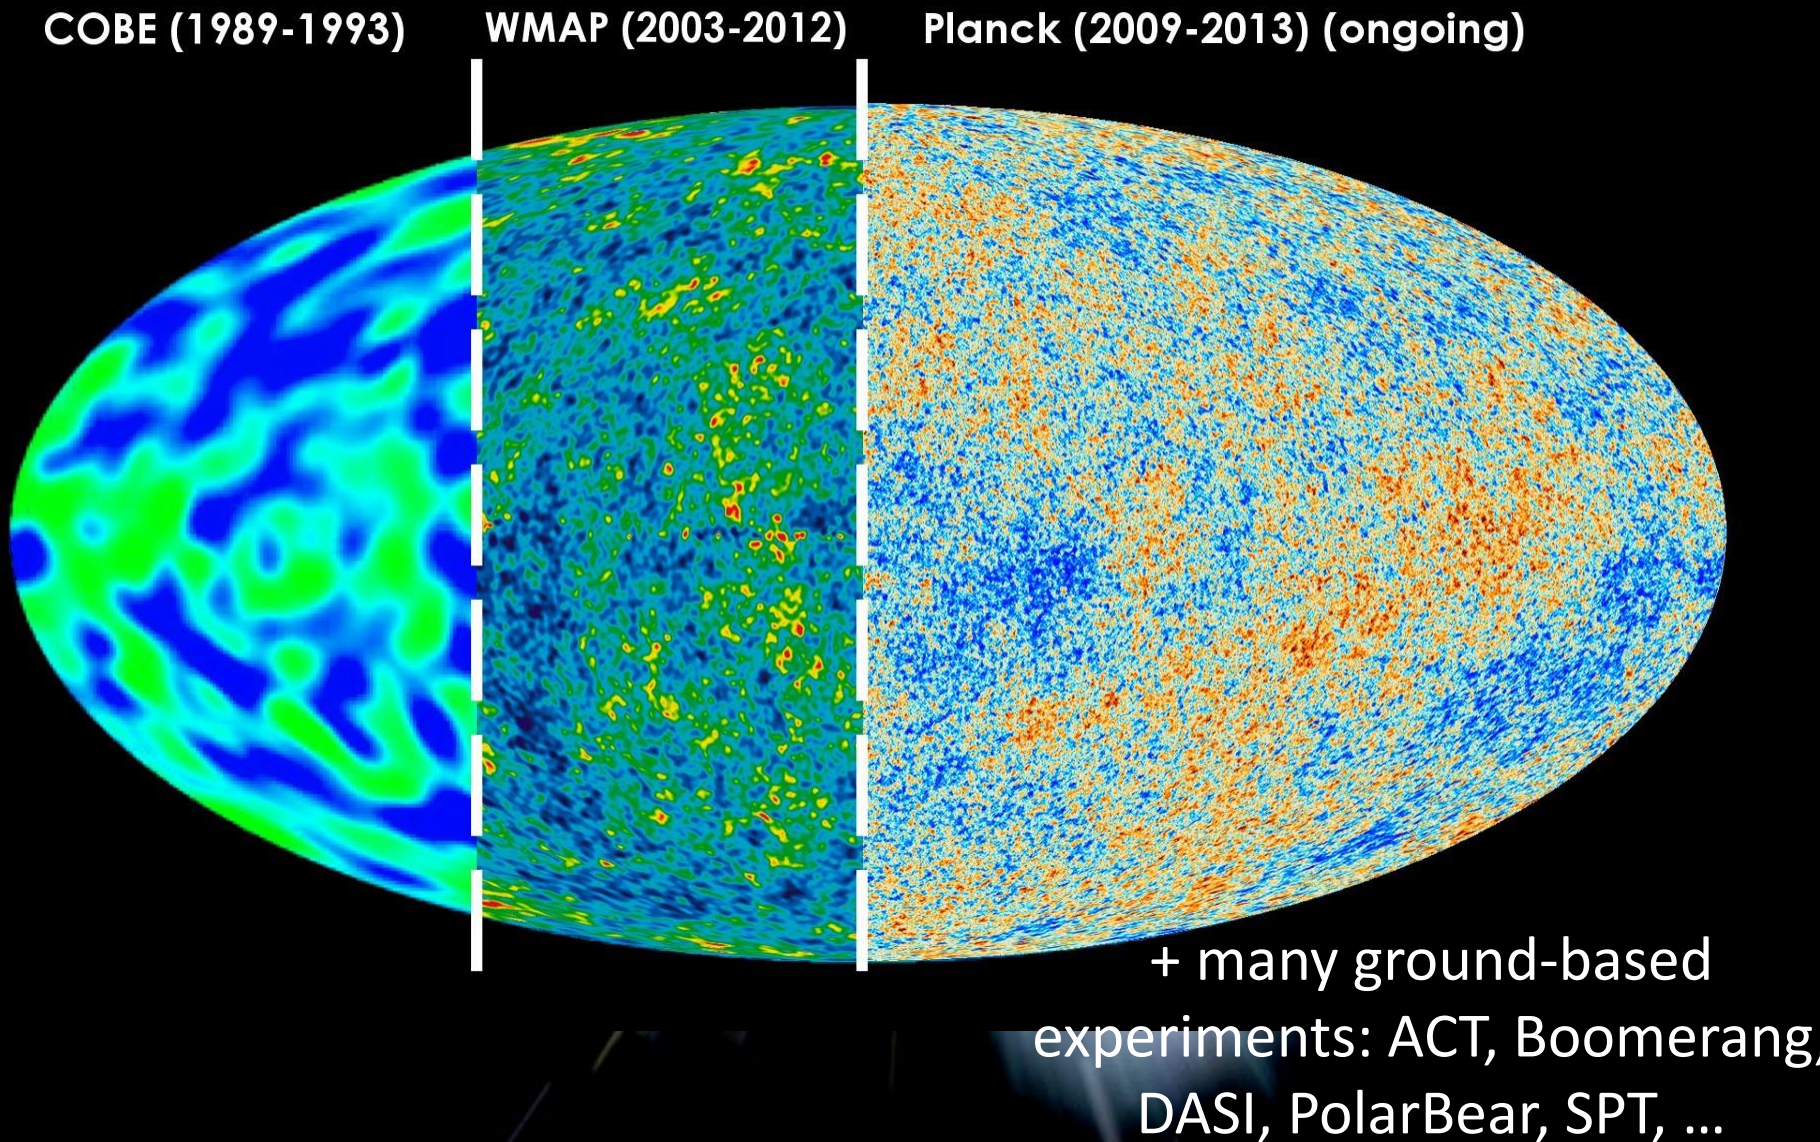 COBE (1989-1993)
WMAP (2003-2012)
Planck (2009-2013) (ongoing)
+ many ground-based
experiments: ACT, Boomerang,
DASI, PolarBear, SPT, ...